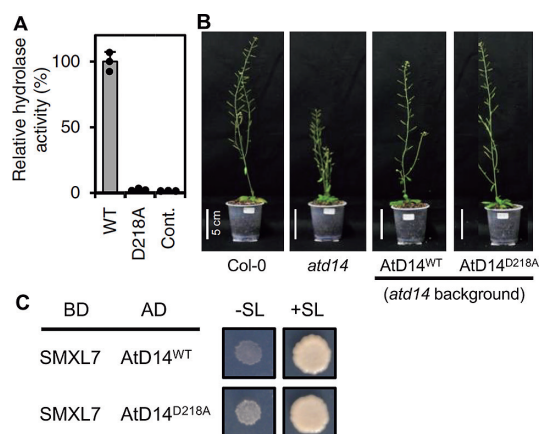 A
Relative hydrolase
activity (%)
100
50
0
WT
D218A
Cont.
B
5 cm
Col-0
atd14
AtD14WT
AtD14D218A
(atd14 background)
C
BD
AD
-SL
+SL
SMXL7
AtD14WT
SMXL7
AtD14D218A